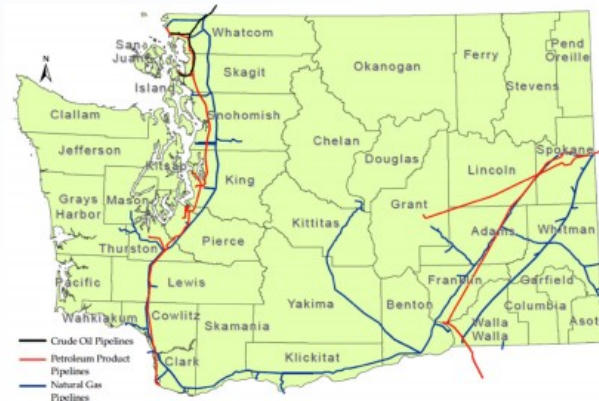 Whatcom
San
Juan
Skagit
Island
Okanogan
Ferry
Stevens
Pend
Oreille
Clallam
Snohomish
Chelan
Douglas
Jefferson
Kitsap
King
Lincoln
Spokane
Grays
Harbor
Mason
Kittitas
Grant
Pierce
Thurston
Adams
Whitman
Pacific
Lewis
Yakima
Benton
Franklin
Garfield
Columbia
Wahkiakum
Cowlitz
Skamania
Walla
Walla
Asot
Clark
Klickitat
N
Crude Oil Pipelines
Petroleum Product
Pipelines
Natural Gas
Pipelines